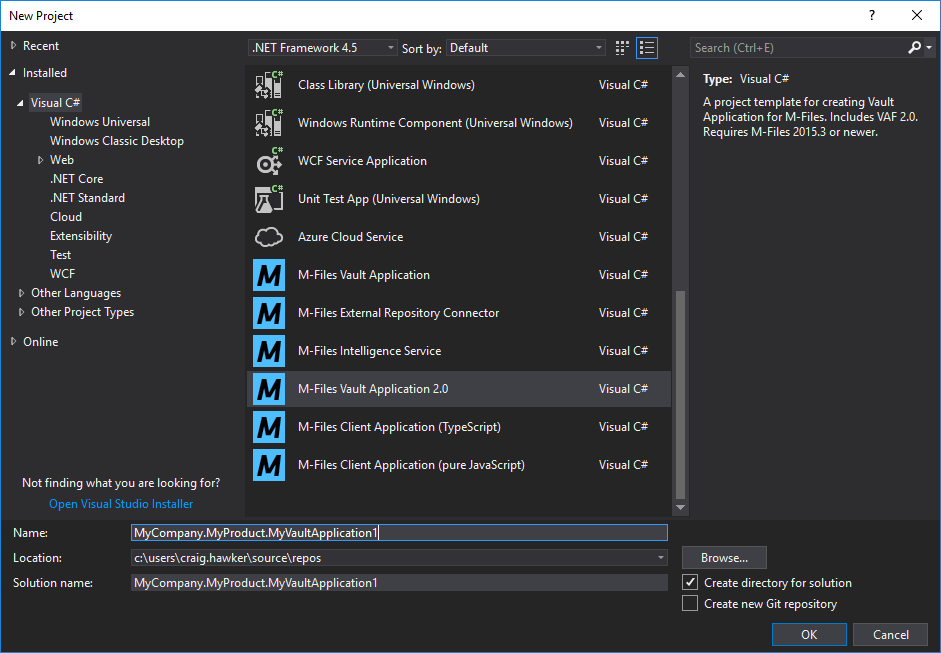 New Project
?
Recent
Installed
Visual C#
Windows Universal
Windows Classic Desktop
Web
.NET Core
.NET Standard
Cloud
Extensibility
Test
WCF
Other Languages
Other Project Types
Online
Not finding what you are looking for?
Open Visual Studio Installer
.NET Framework 4.5 Sort by: Default
C# Class Library (Universal Windows) Visual C#
C# Windows Runtime Component (Universal Windows) Visual C#
C# WCF Service Application Visual C#
C# Unit Test App (Universal Windows) Visual C#
Azure Cloud Service Visual C#
M M-Files Vault Application Visual C#
M M-Files External Repository Connector Visual C#
M M-Files Intelligence Service Visual C#
M M-Files Vault Application 2.0 Visual C#
M M-Files Client Application (TypeScript) Visual C#
M M-Files Client Application (pure JavaScript) Visual C#
Search (Ctrl+E)
Type: Visual C#
A project template for creating Vault
Application for M-Files. Includes VAF 2.0.
Requires M-Files 2015.3 or newer.
Name: MyCompany.MyProduct.MyVaultApplication1
Location: c:\users\craig.hawker\source\repos
Solution name: MyCompany.MyProduct.MyVaultApplication1
Browse...
Create directory for solution
Create new Git repository
OK Cancel